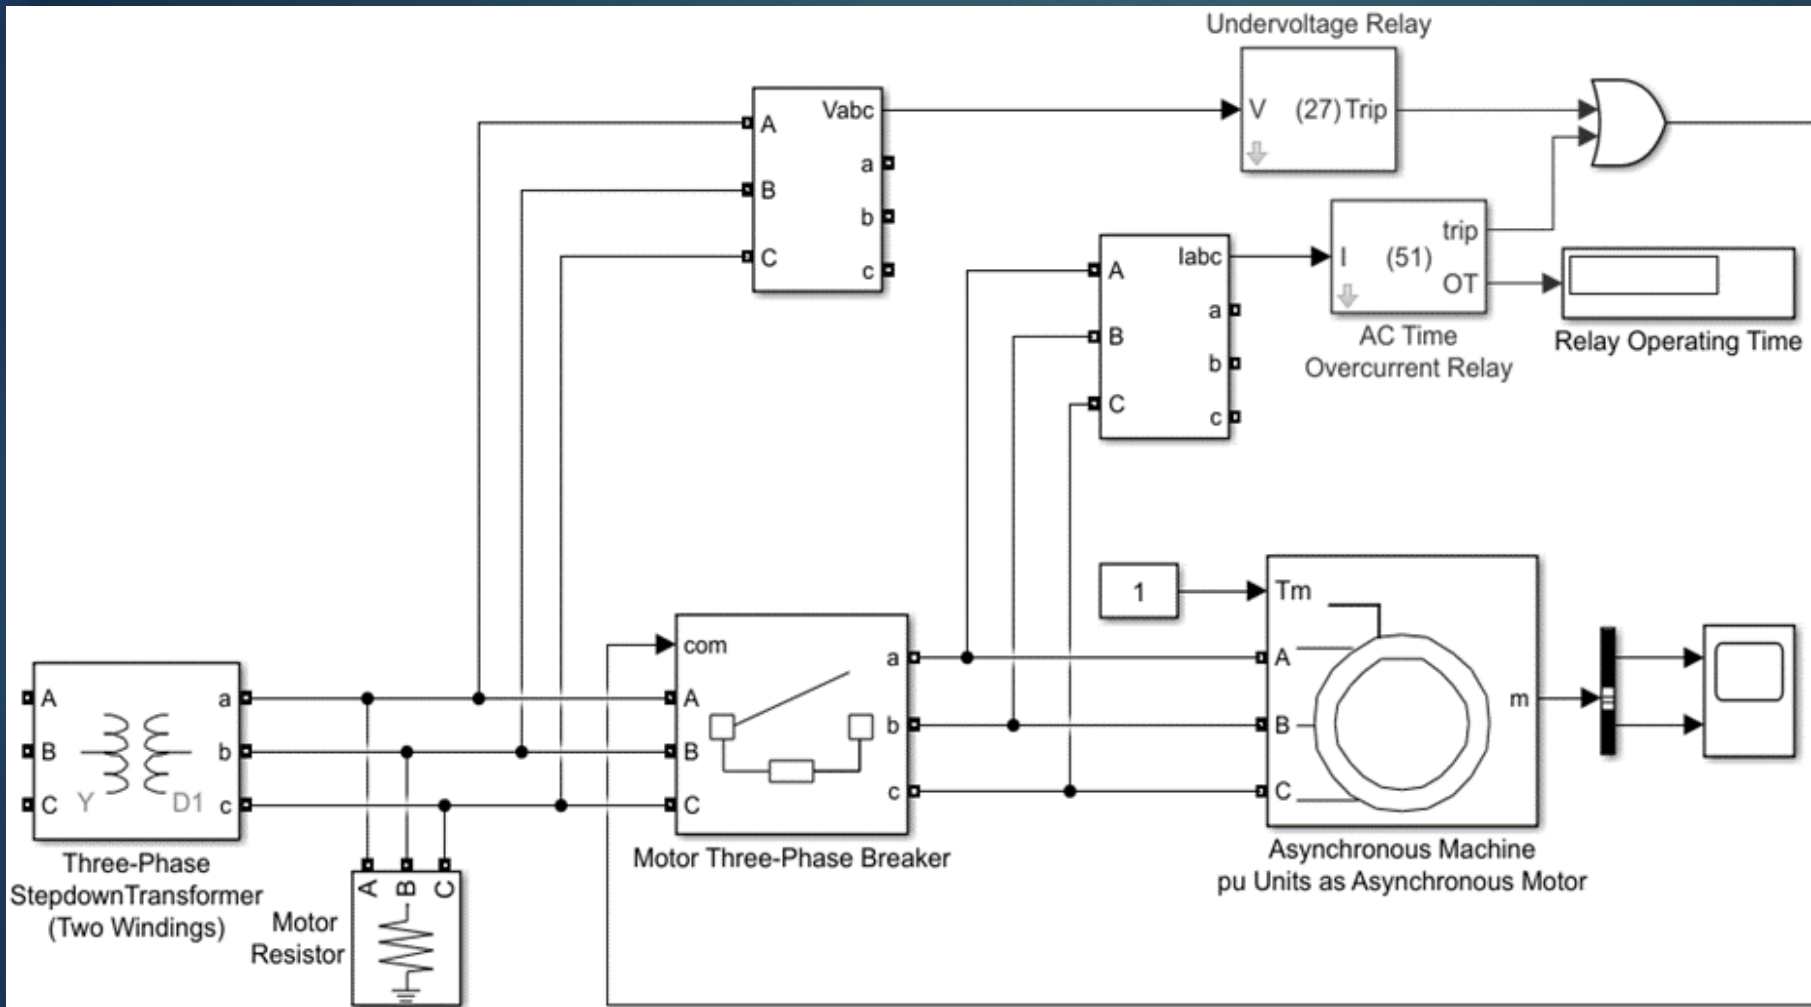 Undervoltage Relay
V (27) Trip
A Vabc
a
B
b
C
c
trip
I (51)
OT
AC Time
Overcurrent Relay
Relay Operating Time
A Iabc
a
B
b
C
c
1
Tm
A
B
C
m
Asynchronous Machine
pu Units as Asynchronous Motor
com
A a
B b
C c
Motor Three-Phase Breaker
A a
B b
C Y D1 c
Three-Phase
StepdownTransformer
(Two Windings)
A B C
Motor
Resistor